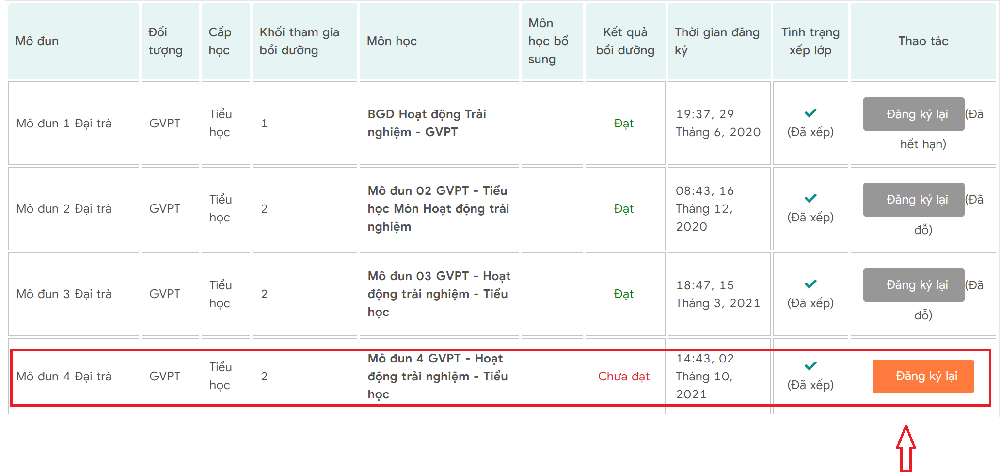 Mô đun
Đối
tượng
Cấp
học
Khối tham gia
bồi dưỡng
Môn học
Môn
học bổ
sung
Kết quả
bồi dưỡng
Thời gian đăng
ký
Tình trạng
xếp lớp
Thao tác
Mô đun 1 Đại trà
GVPT
Tiểu
học
1
BGD Hoạt động Trải
nghiệm - GVPT
Đạt
19:37, 29
Tháng 6, 2020
(Đã xếp)
Đăng ký lại (Đã
hết hạn)
Mô đun 2 Đại trà
GVPT
Tiểu
học
2
Mô đun 02 GVPT - Tiểu
học Môn Hoạt động trải
nghiệm
Đạt
08:43, 16
Tháng 12,
2020
(Đã xếp)
Đăng ký lại (Đã
đỗ)
Mô đun 3 Đại trà
GVPT
Tiểu
học
2
Mô đun 03 GVPT - Hoạt
động trải nghiệm - Tiểu
học
Đạt
18:47, 15
Tháng 3, 2021
(Đã xếp)
Đăng ký lại (Đã
đỗ)
Mô đun 4 Đại trà
GVPT
Tiểu
học
2
Mô đun 4 GVPT - Hoạt
động trải nghiệm - Tiểu
học
Chưa đạt
14:43, 02
Tháng 10,
2021
(Đã xếp)
Đăng ký lại